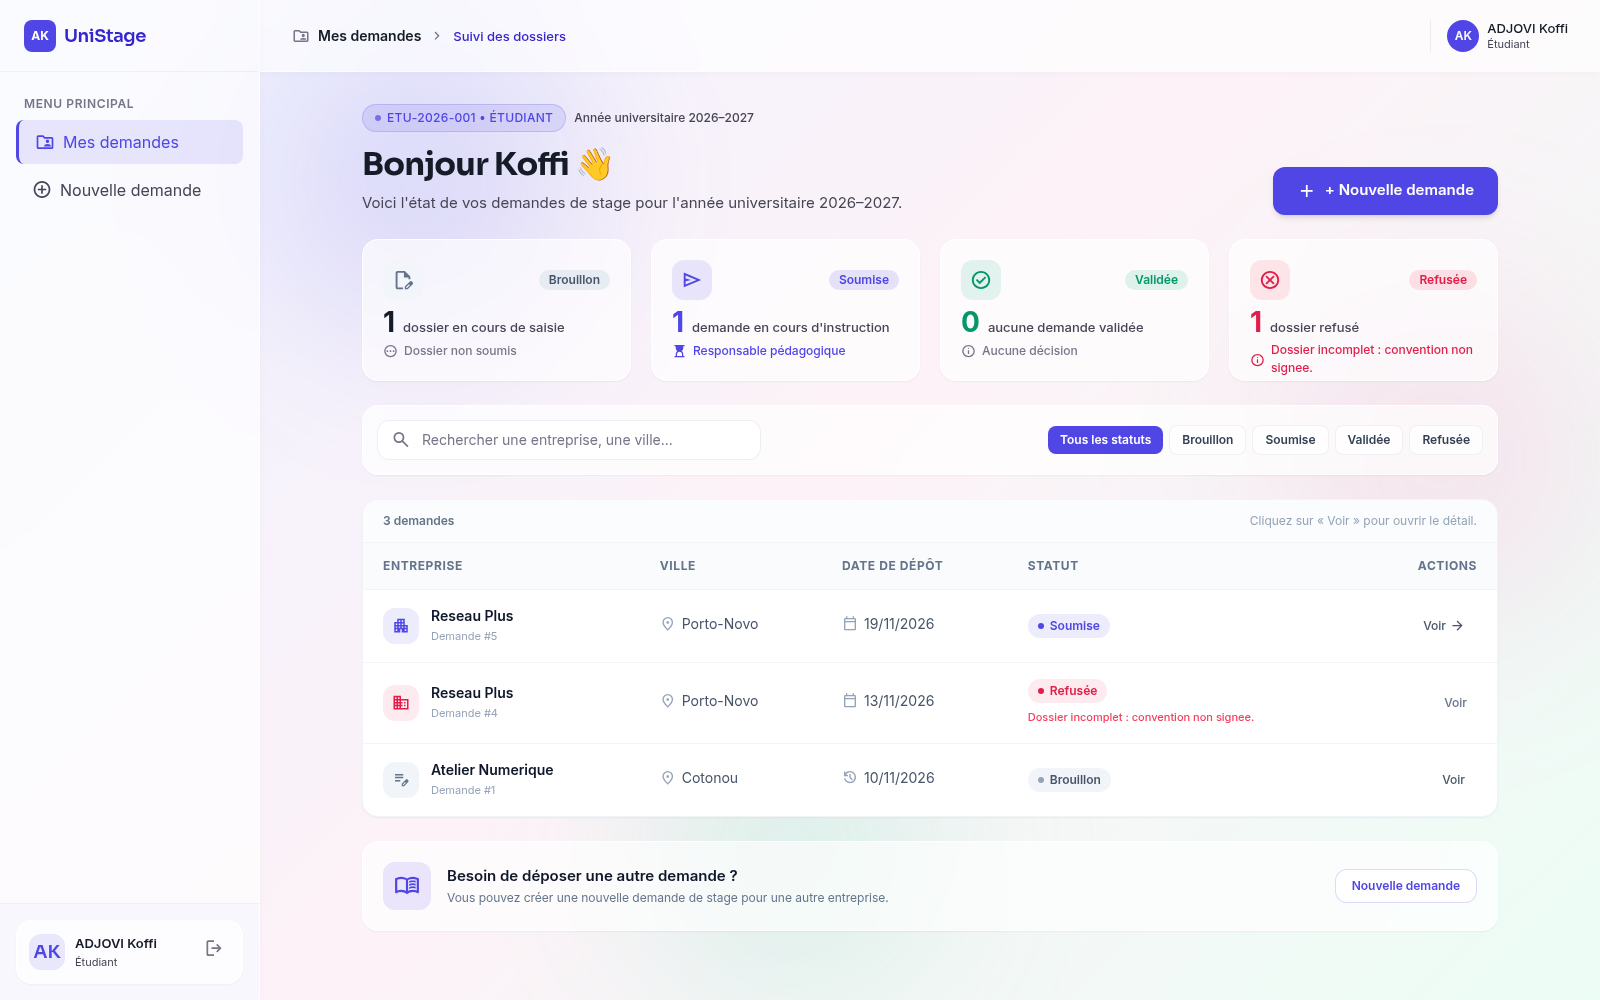 AK UniStage
Mes demandes > Suivi des dossiers
AK ADJOVI Koffi
Étudiant
MENU PRINCIPAL
Mes demandes
Nouvelle demande
ETU-2026-001 • ÉTUDIANT Année universitaire 2026–2027
Bonjour Koffi 👋
Voici l'état de vos demandes de stage pour l'année universitaire 2026–2027.
+ + Nouvelle demande
Brouillon
1 dossier en cours de saisie
Dossier non soumis
Soumise
1 demande en cours d'instruction
Responsable pédagogique
Validée
0 aucune demande validée
Aucune décision
Refusée
1 dossier refusé
Dossier incomplet : convention non
signee.
Rechercher une entreprise, une ville...
Tous les statuts Brouillon Soumise Validée Refusée
3 demandes Cliquez sur « Voir » pour ouvrir le détail.
ENTREPRISE VILLE DATE DE DÉPÔT STATUT ACTIONS
Reseau Plus
Demande #5
Porto-Novo 19/11/2026 Soumise Voir →
Reseau Plus
Demande #4
Porto-Novo 13/11/2026 Refusée
Dossier incomplet : convention non signee.
Voir
Atelier Numerique
Demande #1
Cotonou 10/11/2026 Brouillon Voir
Besoin de déposer une autre demande ?
Vous pouvez créer une nouvelle demande de stage pour une autre entreprise.
Nouvelle demande
AK ADJOVI Koffi
Étudiant